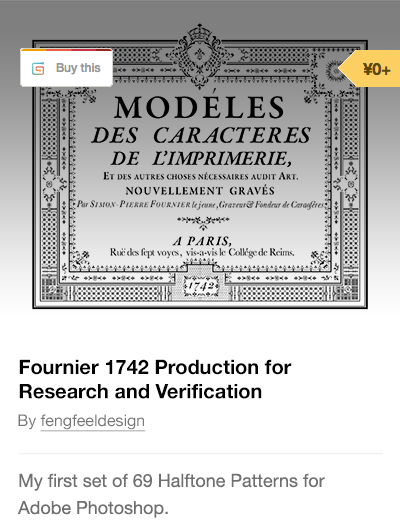 Buy this
¥0+
MODÉLES
DES CARACTERES
DE L'IMPRIMERIE,
ET DES AUTRES CHOSES NÉCESSAIRES AUDIT ART.
NOUVELLEMENT GRAVÉS
Par SIMON-PIERRE FOURNIER le jeune, Graveur & Fondeur de Caractères
A PARIS,
Ruë des sept voyes, vis-a-vis le Collége de Reims.
1742
Fournier 1742 Production for
Research and Verification
By fengfeeldesign
My first set of 69 Halftone Patterns for
Adobe Photoshop.